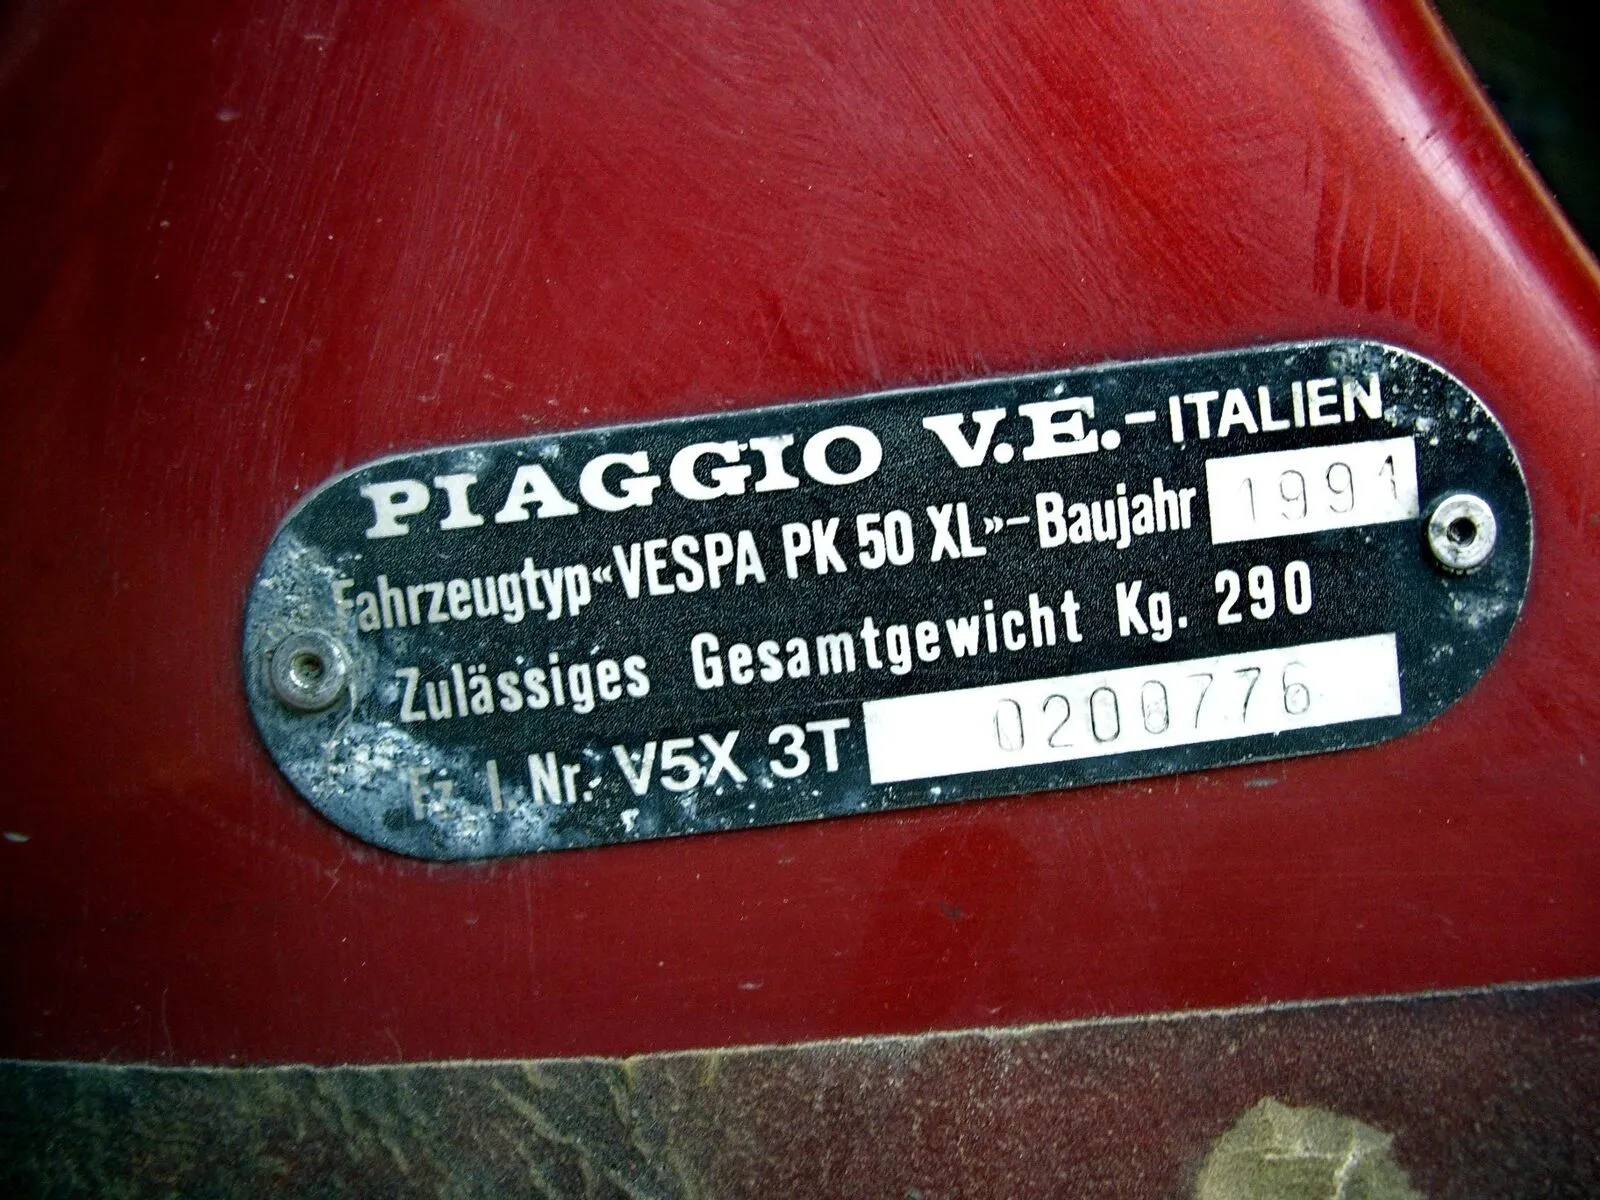 PIAGGIO V.E.-ITALIEN
Fahrzeugtyp «VESPA PK 50 XL»-Baujahr 1991
Zulässiges Gesamtgewicht Kg. 290
Fz. I. Nr. V5X 3T 0200776